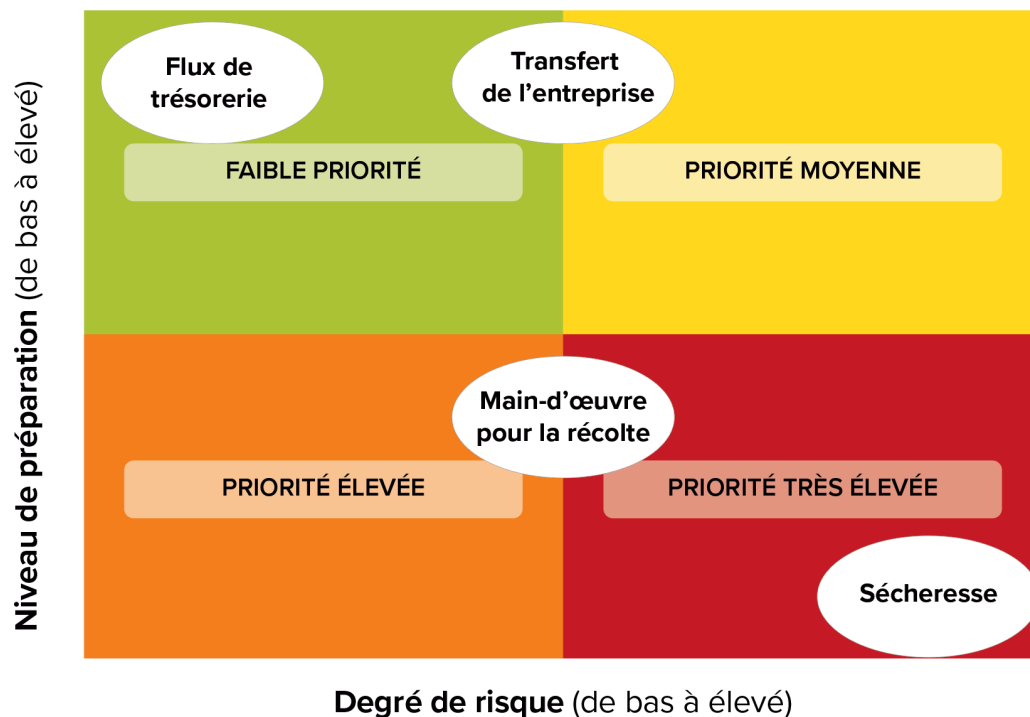 Flux de
trésorerie
Transfert
de l’entreprise
FAIBLE PRIORITÉ
PRIORITÉ MOYENNE
Main-d’œuvre
pour la récolte
PRIORITÉ ÉLEVÉE
PRIORITÉ TRÈS ÉLEVÉE
Sécheresse
Niveau de préparation (de bas à élevé)
Degré de risque (de bas à élevé)